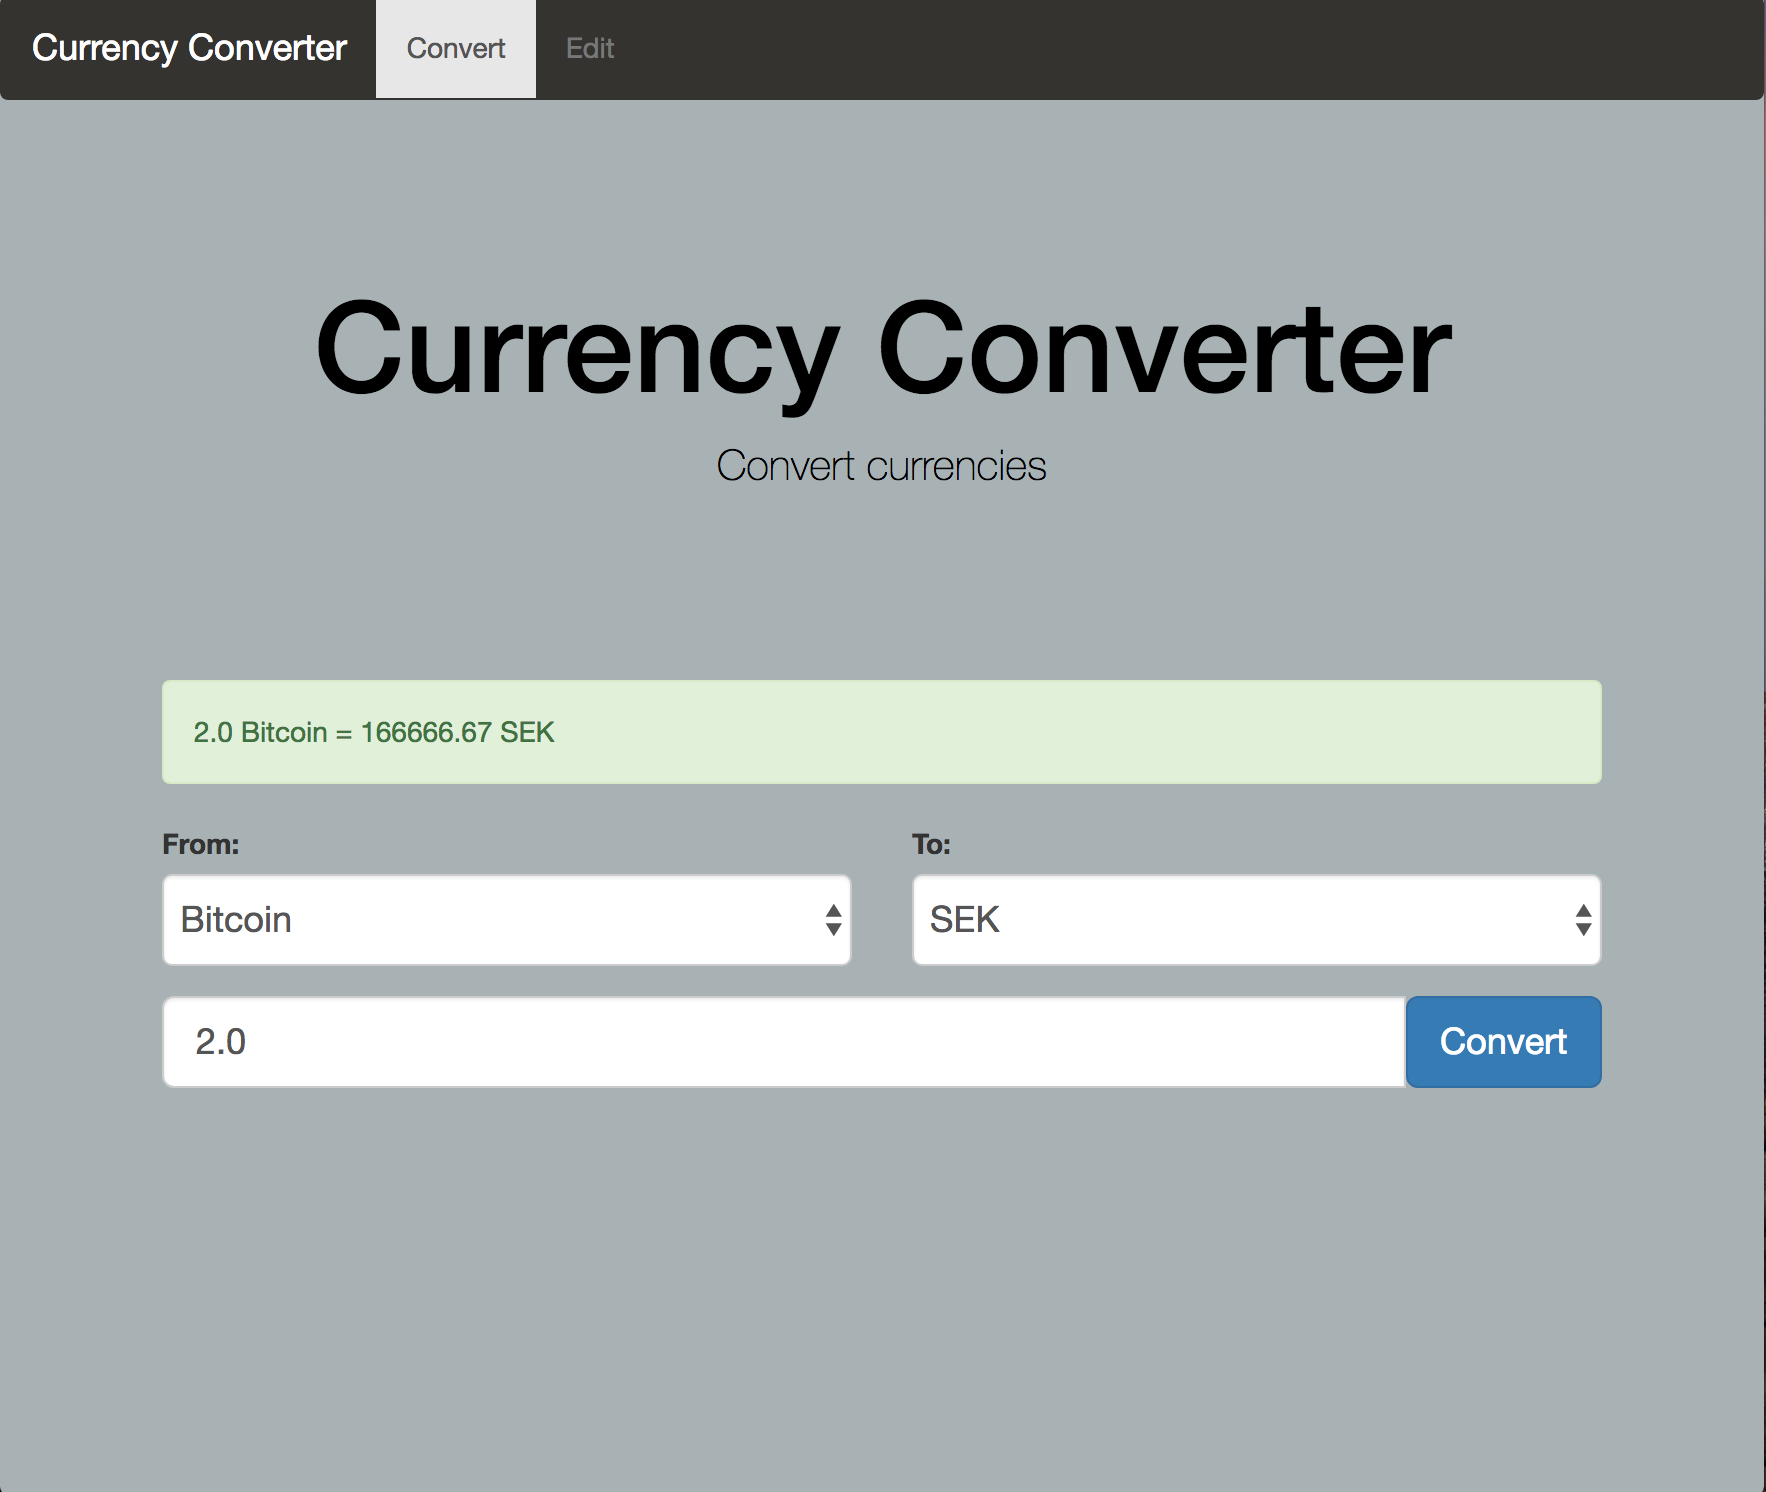 Currency Converter Convert Edit
Currency Converter
Convert currencies
2.0 Bitcoin = 166666.67 SEK
From: To:
Bitcoin SEK
2.0 Convert